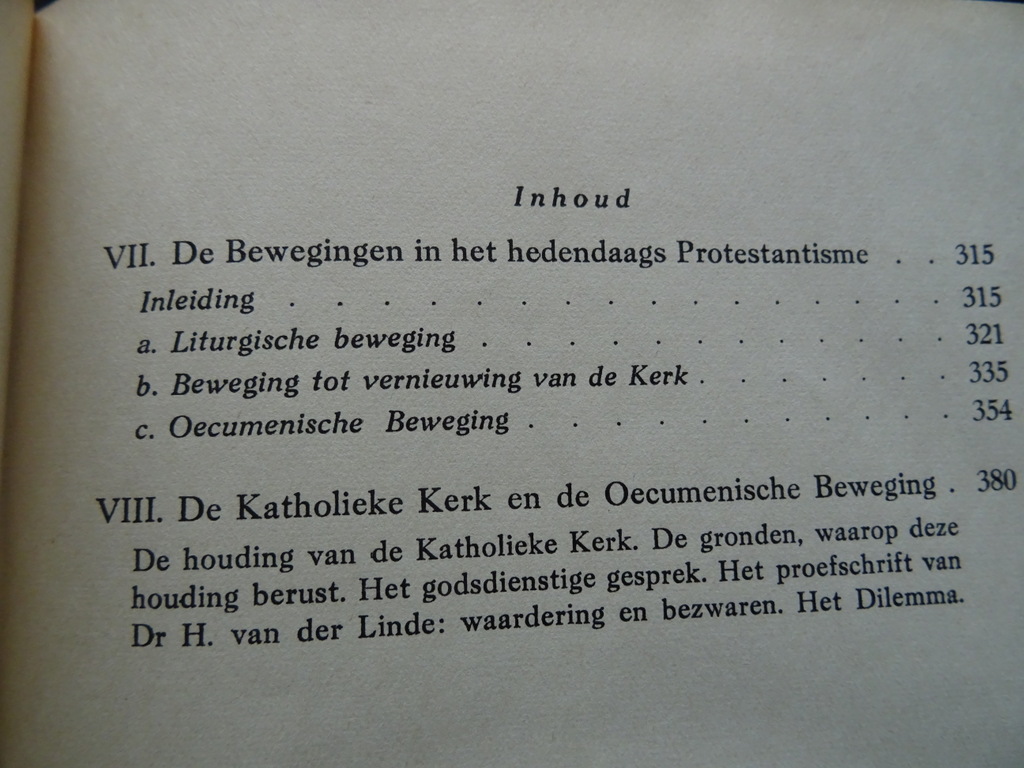 Inhoud
VII. De Bewegingen in het hedendaags Protestantisme . . 315
Inleiding . . . . . . . . . . . . . . . . 315
a. Liturgische beweging . . . . . . . . . . . . 321
b. Beweging tot vernieuwing van de Kerk . . . . . . . 335
c. Oecumenische Beweging . . . . . . . . . . . 354
VIII. De Katholieke Kerk en de Oecumenische Beweging . 380
De houding van de Katholieke Kerk. De gronden, waarop deze
houding berust. Het godsdienstige gesprek. Het proefschrift van
Dr H. van der Linde: waardering en bezwaren. Het Dilemma.